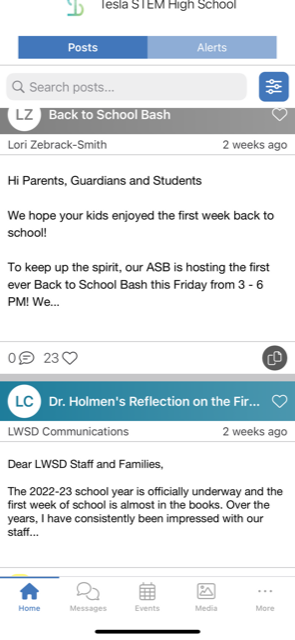 Tesla STEM High School
Posts
Alerts
Search posts...
LZ
Back to School Bash
Lori Zebrack-Smith
2 weeks ago
Hi Parents, Guardians and Students
We hope your kids enjoyed the first week back to
school!
To keep up the spirit, our ASB is hosting the first
ever Back to School Bash this Friday from 3 - 6
PM! We...
0
23
LC
Dr. Holmen's Reflection on the Fir...
LWSD Communications
2 weeks ago
Dear LWSD Staff and Families,
The 2022-23 school year is officially underway and the
first week of school is almost in the books. Over the
years, I have consistently been impressed with our
staff...
Home
Messages
Events
Media
More